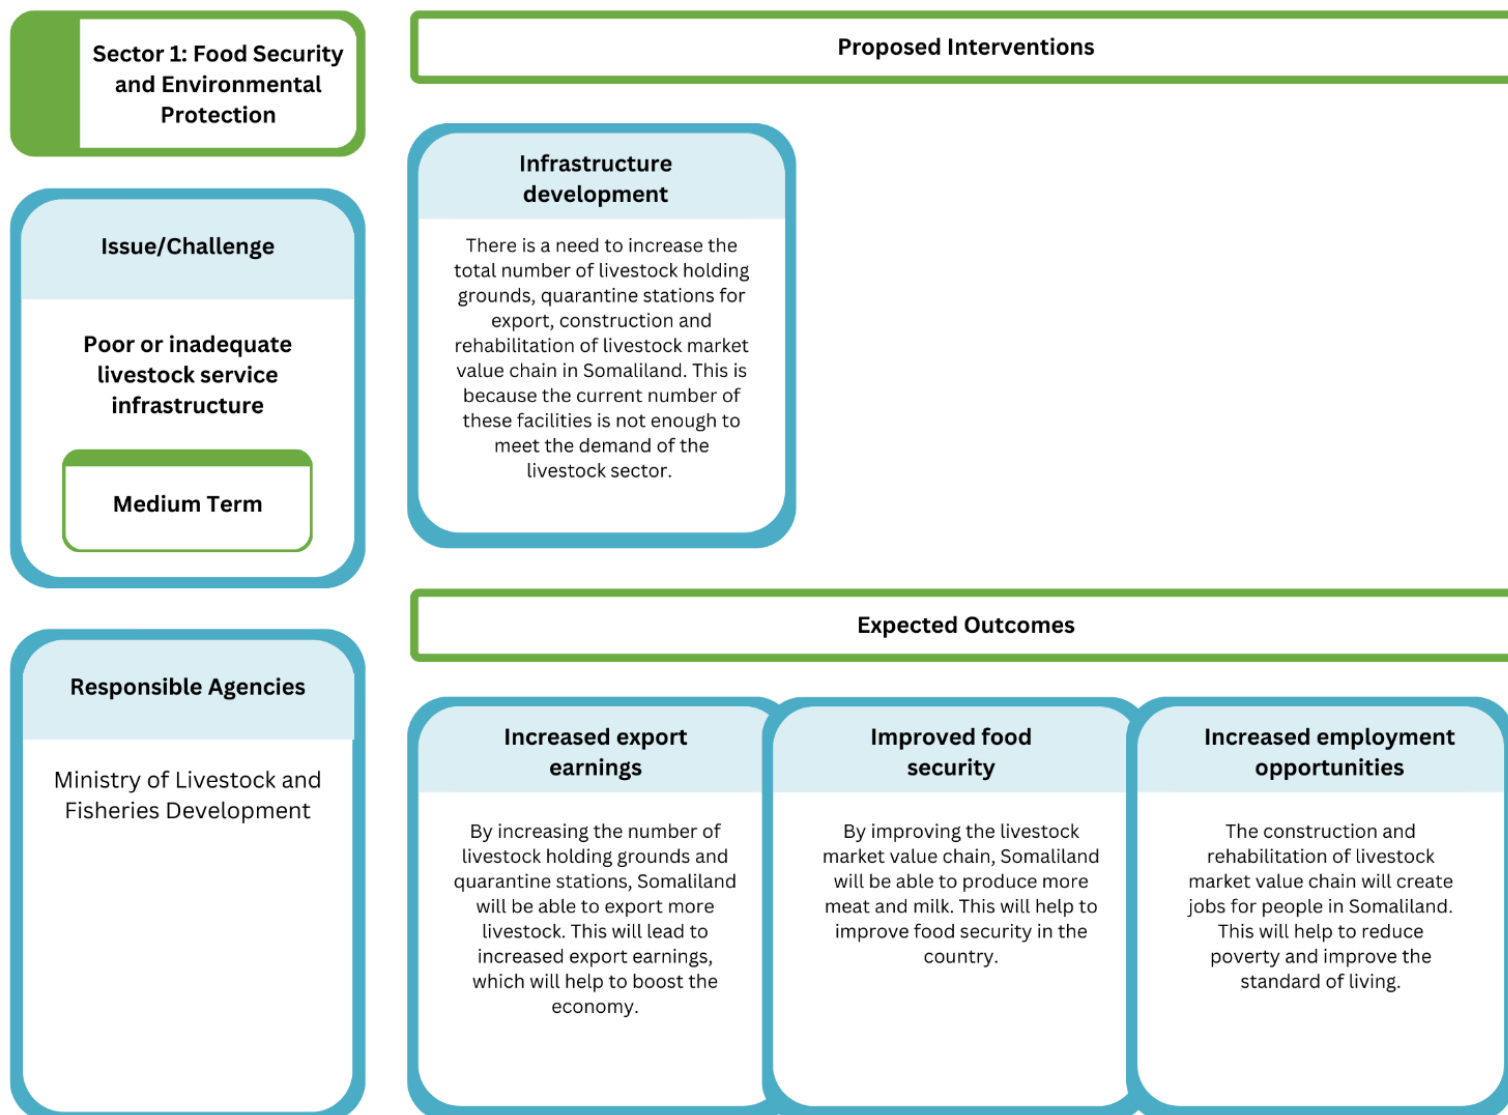 Sector 1: Food Security
and Environmental
Protection
Issue/Challenge
Poor or inadequate
livestock service
infrastructure
Medium Term
Responsible Agencies
Ministry of Livestock and
Fisheries Development
Proposed Interventions
Infrastructure
development
There is a need to increase the
total number of livestock holding
grounds, quarantine stations for
export, construction and
rehabilitation of livestock market
value chain in Somaliland. This is
because the current number of
these facilities is not enough to
meet the demand of the
livestock sector.
Expected Outcomes
Increased export
earnings
By increasing the number of
livestock holding grounds and
quarantine stations, Somaliland
will be able to export more
livestock. This will lead to
increased export earnings,
which will help to boost the
economy.
Improved food
security
By improving the livestock
market value chain, Somaliland
will be able to produce more
meat and milk. This will help to
improve food security in the
country.
Increased employment
opportunities
The construction and
rehabilitation of livestock
market value chain will create
jobs for people in Somaliland.
This will help to reduce
poverty and improve the
standard of living.